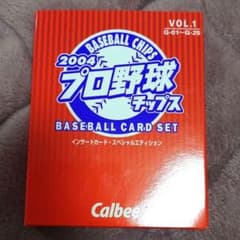 VOL.1
G-01~G-25
BASEBALL CHIPS
2004
プロ野球
チップス
BASEBALL CARD SET
インサートカード・スペシャルエディション
Calbee